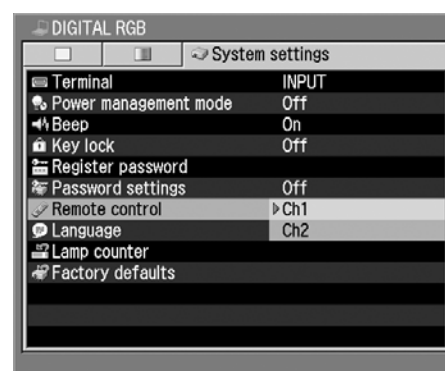 DIGITAL RGB
System settings
Terminal INPUT
Power management mode Off
Beep On
Key lock Off
Register password
Password settings Off
Remote control Ch1
Language Ch2
Lamp counter
Factory defaults